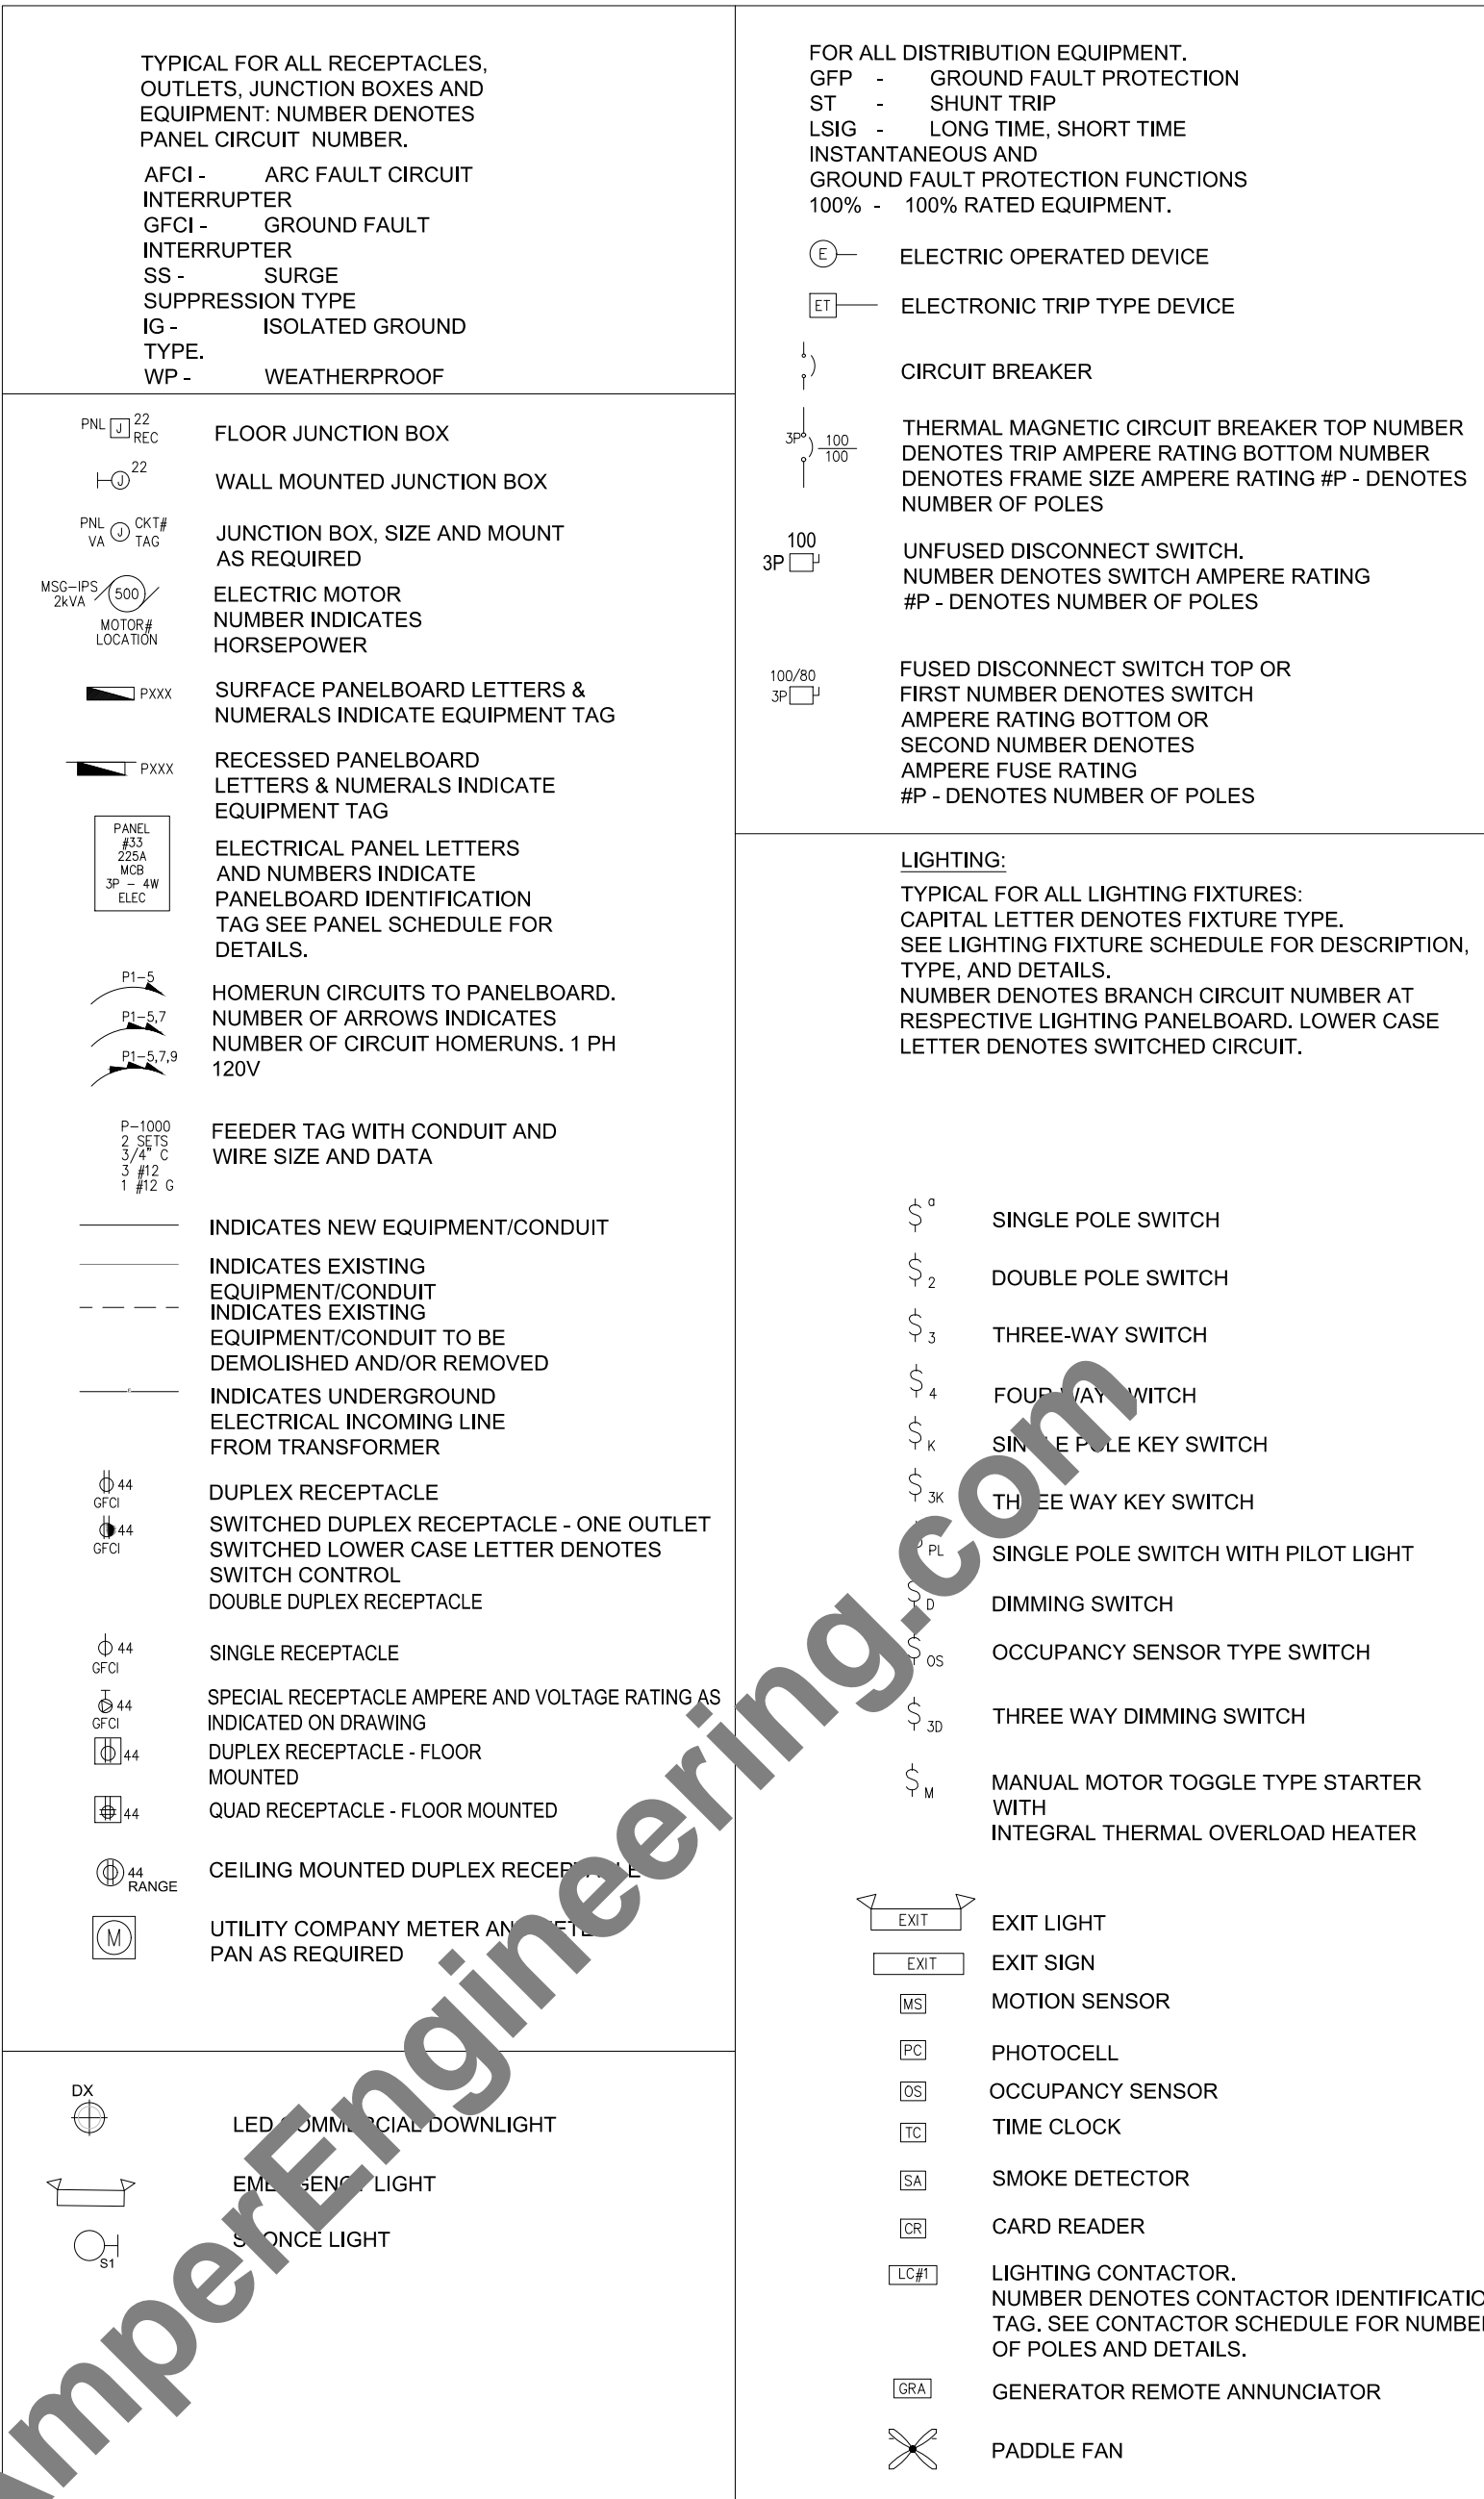 TYPICAL FOR ALL RECEPTACLES,
OUTLETS, JUNCTION BOXES AND
EQUIPMENT: NUMBER DENOTES
PANEL CIRCUIT NUMBER.
AFCI - ARC FAULT CIRCUIT
INTERRUPTER
GFCI - GROUND FAULT
INTERRUPTER
SS - SURGE
SUPPRESSION TYPE
IG - ISOLATED GROUND
TYPE.
WP - WEATHERPROOF
PNL J 22
REC
FLOOR JUNCTION BOX
J 22
WALL MOUNTED JUNCTION BOX
PNL J CKT#
VA TAG
JUNCTION BOX, SIZE AND MOUNT
AS REQUIRED
MSG-IPS
2kVA
500
MOTOR#
LOCATION
ELECTRIC MOTOR
NUMBER INDICATES
HORSEPOWER
PXXX
SURFACE PANELBOARD LETTERS &
NUMERALS INDICATE EQUIPMENT TAG
PXXX
RECESSED PANELBOARD
LETTERS & NUMERALS INDICATE
EQUIPMENT TAG
PANEL
#33
225A
MCB
3P - 4W
ELEC
ELECTRICAL PANEL LETTERS
AND NUMBERS INDICATE
PANELBOARD IDENTIFICATION
TAG SEE PANEL SCHEDULE FOR
DETAILS.
P1-5
P1-5,7
P1-5,7,9
HOMERUN CIRCUITS TO PANELBOARD.
NUMBER OF ARROWS INDICATES
NUMBER OF CIRCUIT HOMERUNS. 1 PH
120V
P-1000
2 SETS
3/4" C
3 #12
1 #12 G
FEEDER TAG WITH CONDUIT AND
WIRE SIZE AND DATA
INDICATES NEW EQUIPMENT/CONDUIT
INDICATES EXISTING
EQUIPMENT/CONDUIT
INDICATES EXISTING
EQUIPMENT/CONDUIT TO BE
DEMOLISHED AND/OR REMOVED
INDICATES UNDERGROUND
ELECTRICAL INCOMING LINE
FROM TRANSFORMER
44
GFCI
DUPLEX RECEPTACLE
44
GFCI
SWITCHED DUPLEX RECEPTACLE - ONE OUTLET
SWITCHED LOWER CASE LETTER DENOTES
SWITCH CONTROL
DOUBLE DUPLEX RECEPTACLE
44
GFCI
SINGLE RECEPTACLE
44
GFCI
SPECIAL RECEPTACLE AMPERE AND VOLTAGE RATING AS
INDICATED ON DRAWING
44
DUPLEX RECEPTACLE - FLOOR
MOUNTED
44
QUAD RECEPTACLE - FLOOR MOUNTED
44
RANGE
CEILING MOUNTED DUPLEX RECEPTACLE
M
UTILITY COMPANY METER AND METER
PAN AS REQUIRED
DX
LED COMMERCIAL DOWNLIGHT
EMERGENCY LIGHT
S1
SCONCE LIGHT
FOR ALL DISTRIBUTION EQUIPMENT.
GFP - GROUND FAULT PROTECTION
ST - SHUNT TRIP
LSIG - LONG TIME, SHORT TIME
INSTANTANEOUS AND
GROUND FAULT PROTECTION FUNCTIONS
100% - 100% RATED EQUIPMENT.
E
ELECTRIC OPERATED DEVICE
ET
ELECTRONIC TRIP TYPE DEVICE
CIRCUIT BREAKER
3P
100
100
THERMAL MAGNETIC CIRCUIT BREAKER TOP NUMBER
DENOTES TRIP AMPERE RATING BOTTOM NUMBER
DENOTES FRAME SIZE AMPERE RATING #P - DENOTES
NUMBER OF POLES
100
3P
UNFUSED DISCONNECT SWITCH.
NUMBER DENOTES SWITCH AMPERE RATING
#P - DENOTES NUMBER OF POLES
100/80
3P
FUSED DISCONNECT SWITCH TOP OR
FIRST NUMBER DENOTES SWITCH
AMPERE RATING BOTTOM OR
SECOND NUMBER DENOTES
AMPERE FUSE RATING
#P - DENOTES NUMBER OF POLES
LIGHTING:
TYPICAL FOR ALL LIGHTING FIXTURES:
CAPITAL LETTER DENOTES FIXTURE TYPE.
SEE LIGHTING FIXTURE SCHEDULE FOR DESCRIPTION,
TYPE, AND DETAILS.
NUMBER DENOTES BRANCH CIRCUIT NUMBER AT
RESPECTIVE LIGHTING PANELBOARD. LOWER CASE
LETTER DENOTES SWITCHED CIRCUIT.
$ a
SINGLE POLE SWITCH
$ 2
DOUBLE POLE SWITCH
$ 3
THREE-WAY SWITCH
$ 4
FOUR WAY SWITCH
$ K
SINGLE POLE KEY SWITCH
$ 3K
THREE WAY KEY SWITCH
$ PL
SINGLE POLE SWITCH WITH PILOT LIGHT
$ D
DIMMING SWITCH
$ OS
OCCUPANCY SENSOR TYPE SWITCH
$ 3D
THREE WAY DIMMING SWITCH
$ M
MANUAL MOTOR TOGGLE TYPE STARTER
WITH
INTEGRAL THERMAL OVERLOAD HEATER
EXIT
EXIT LIGHT
EXIT
EXIT SIGN
MS
MOTION SENSOR
PC
PHOTOCELL
OS
OCCUPANCY SENSOR
TC
TIME CLOCK
SA
SMOKE DETECTOR
CR
CARD READER
LC#1
LIGHTING CONTACTOR.
NUMBER DENOTES CONTACTOR IDENTIFICATIO
TAG. SEE CONTACTOR SCHEDULE FOR NUMBE
OF POLES AND DETAILS.
GRA
GENERATOR REMOTE ANNUNCIATOR
PADDLE FAN
AmperEngineering.com